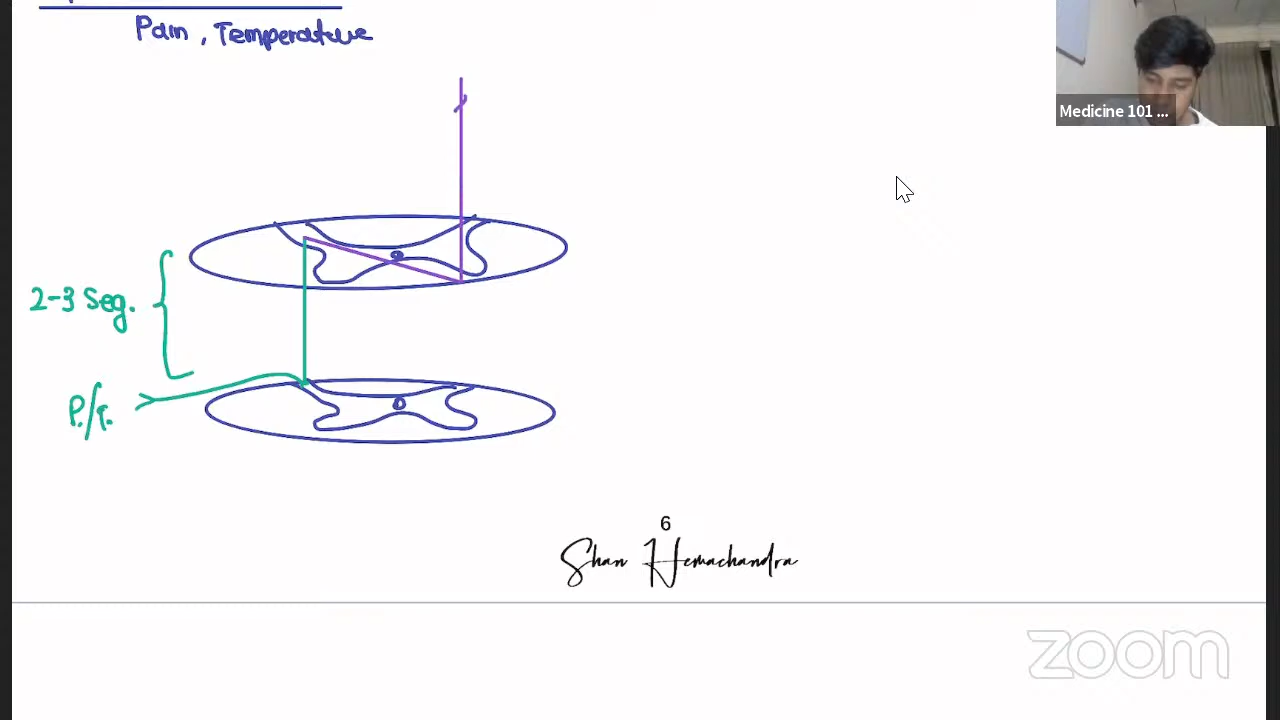 Pain, Temperature
Medicine 101 ...
2-3 Seg.
P./T.
6
Shan Hemachandra
zoom